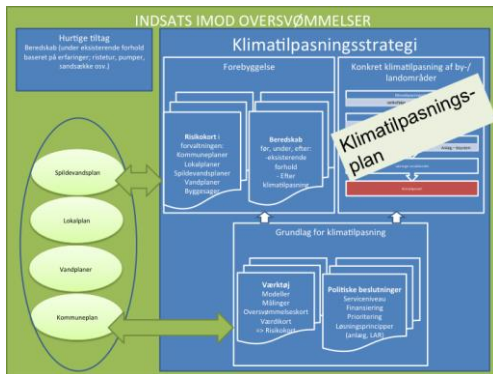 INDSATS IMOD OVERSVØMMELSER
Hurtige tiltag
Beredskab (under eksisterende forhold
baseret på erfaringer; ristetur, pumper,
sandsække osv.)
Klimatilpasningsstrategi
Forebyggelse
Risikokort i
forvaltningen:
Kommuneplaner
Lokalplaner
Spildevandsplaner
Vandplaner
Byggesager
Beredskab
før, under, efter:
-eksisterende
forhold
- Efter
klimatilpasning
Konkret klimatilpasning af by-/
landområder
Klimatilpasnings-
plan
Spildevandsplan
Lokalplan
Vandplaner
Kommuneplan
Grundlag for klimatilpasning
Værktøj
Modeller
Målinger
Oversvømmelseskort
Værdikort
=> Risikokort
Politiske beslutninger
Serviceniveau
Finansiering
Prioritering
Løsningsprincipper
(anlæg, LAR)